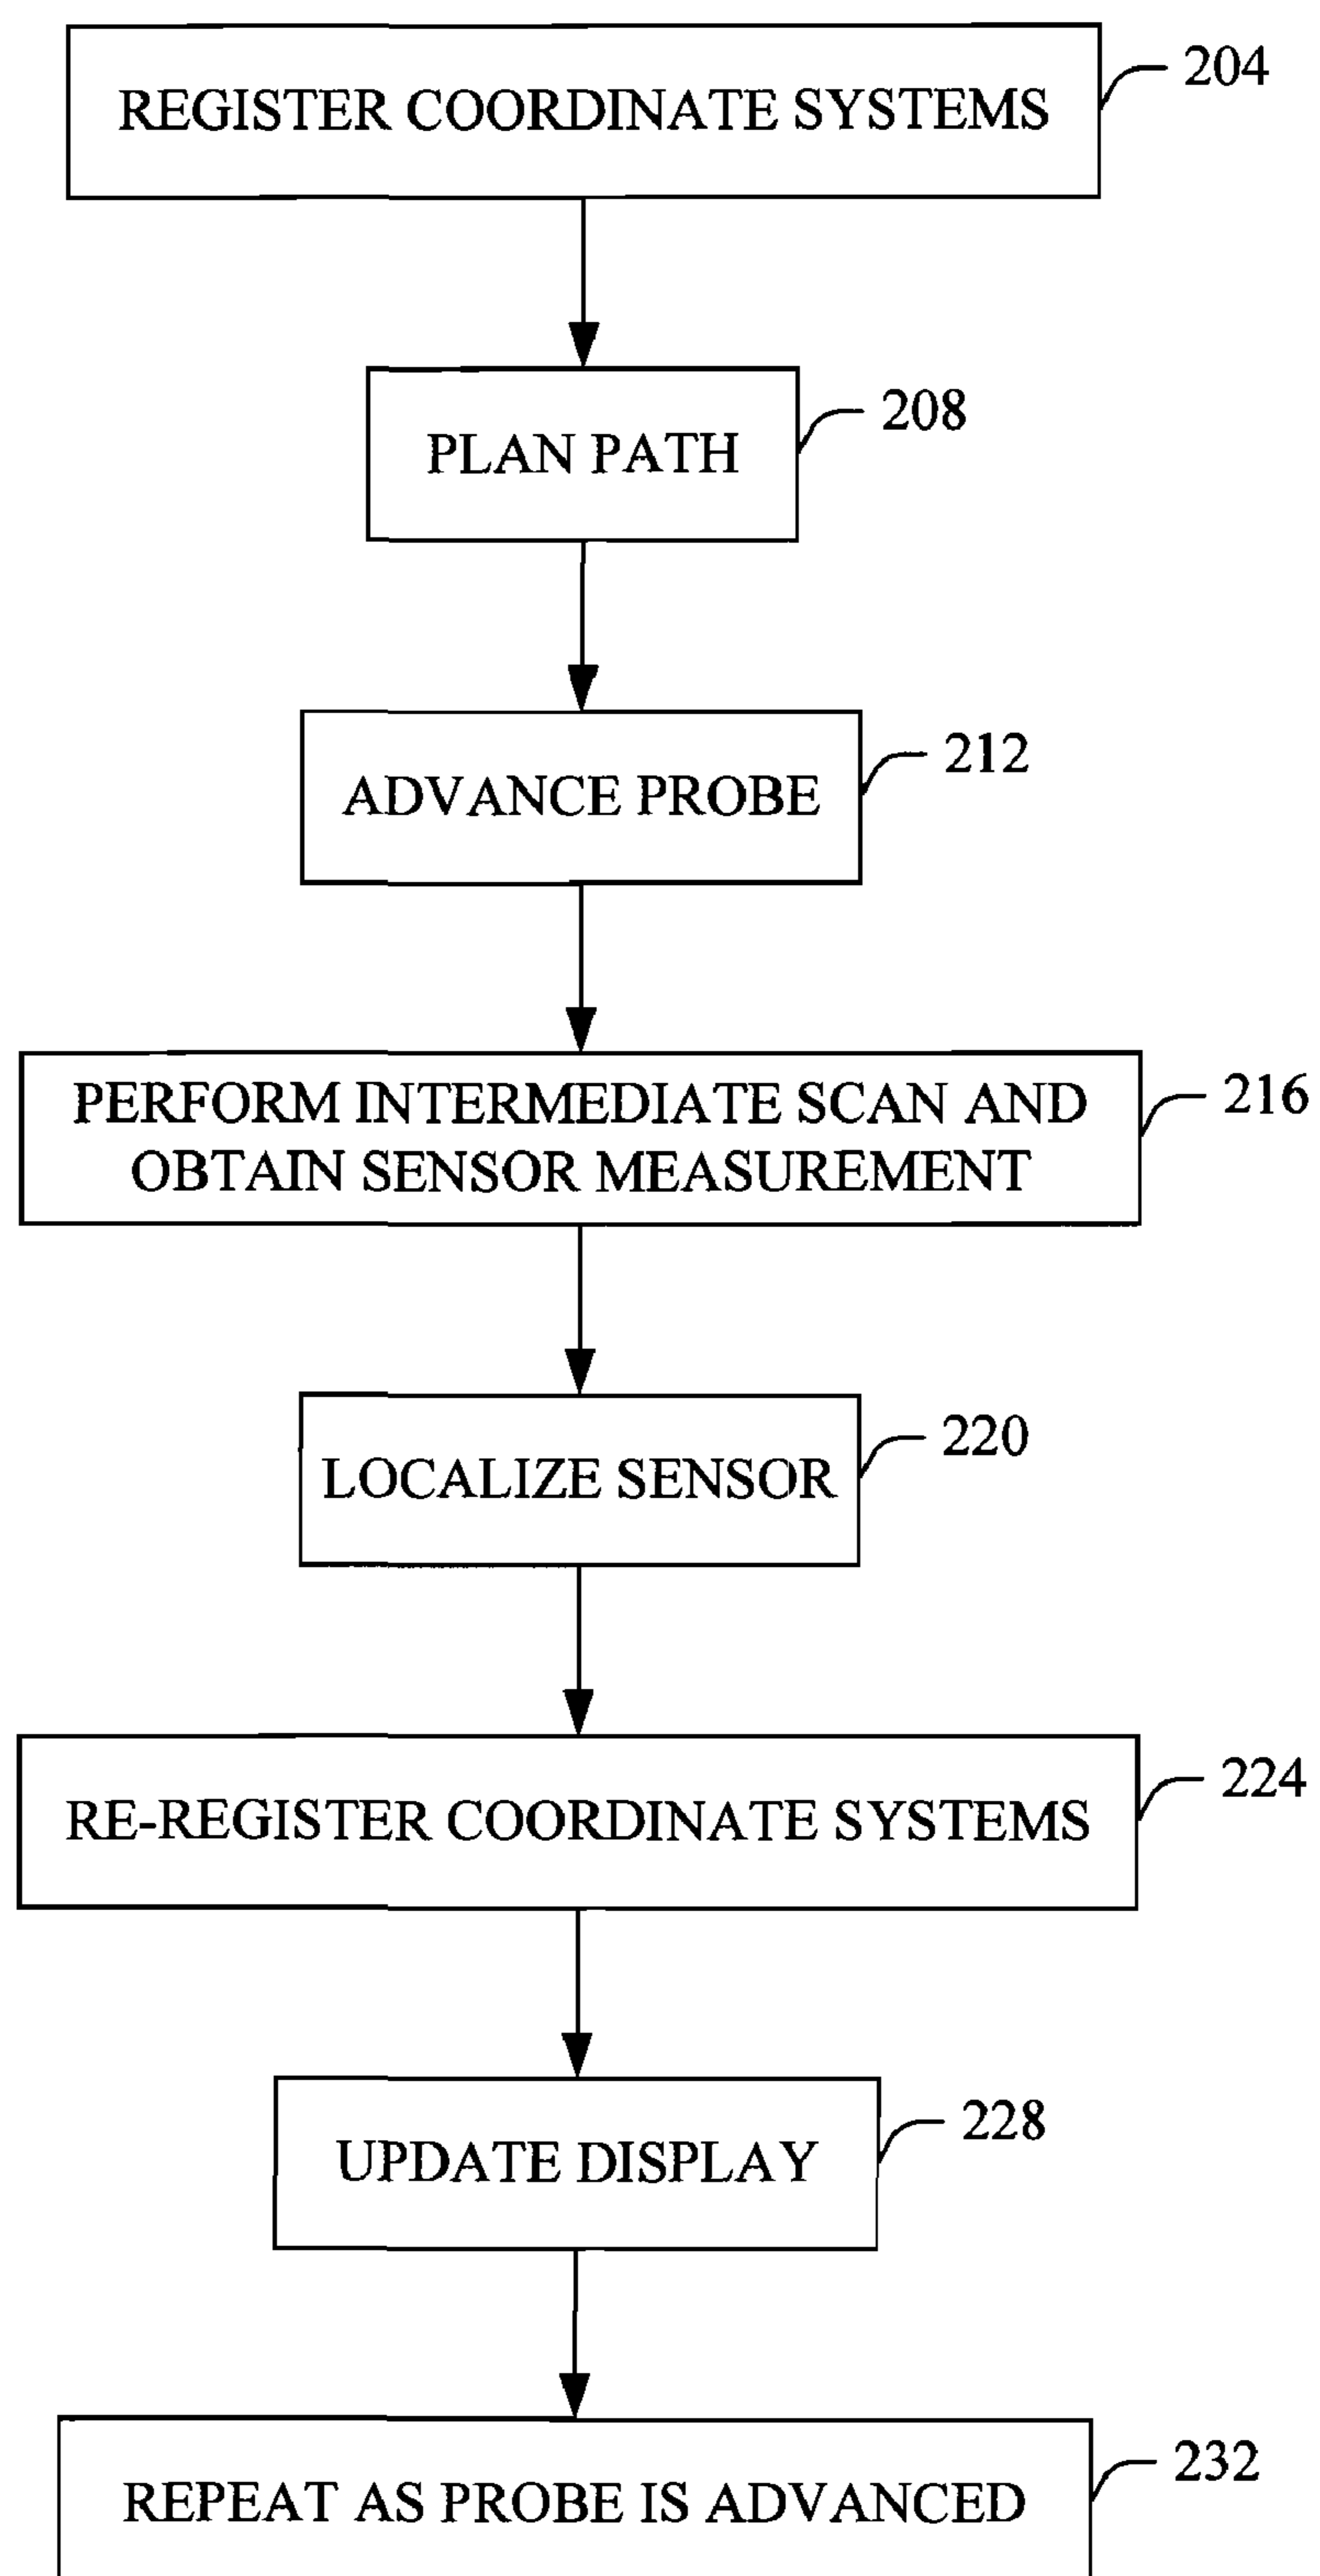 REGISTER COORDINATE SYSTEMS
204
PLAN PATH
208
ADVANCE PROBE
212
PERFORM INTERMEDIATE SCAN AND
OBTAIN SENSOR MEASUREMENT
216
LOCALIZE SENSOR
220
RE-REGISTER COORDINATE SYSTEMS
224
UPDATE DISPLAY
228
REPEAT AS PROBE IS ADVANCED
232